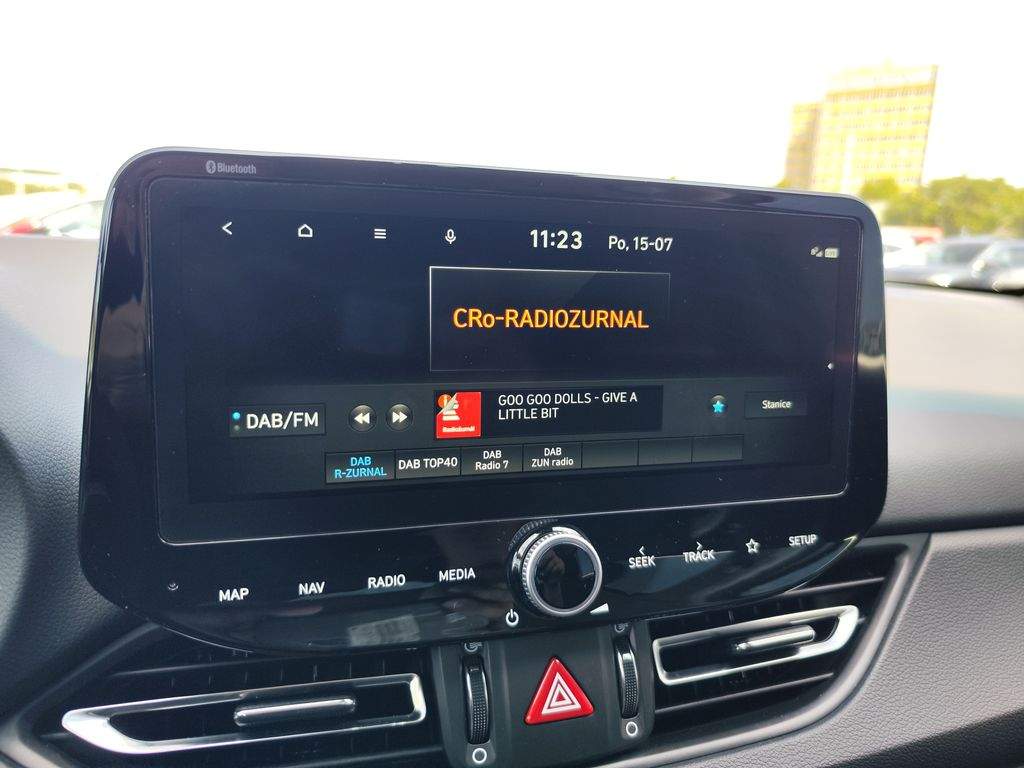 Bluetooth
11:23 Po, 15-07
CRo-RADIOZURNAL
DAB/FM
Radiožurnál
GOO GOO DOLLS - GIVE A
LITTLE BIT
Stanice
DAB
R-ZURNAL
DAB TOP40
DAB
Radio 7
DAB
ZUN radio
MAP
NAV
RADIO
MEDIA
SEEK
TRACK
SETUP